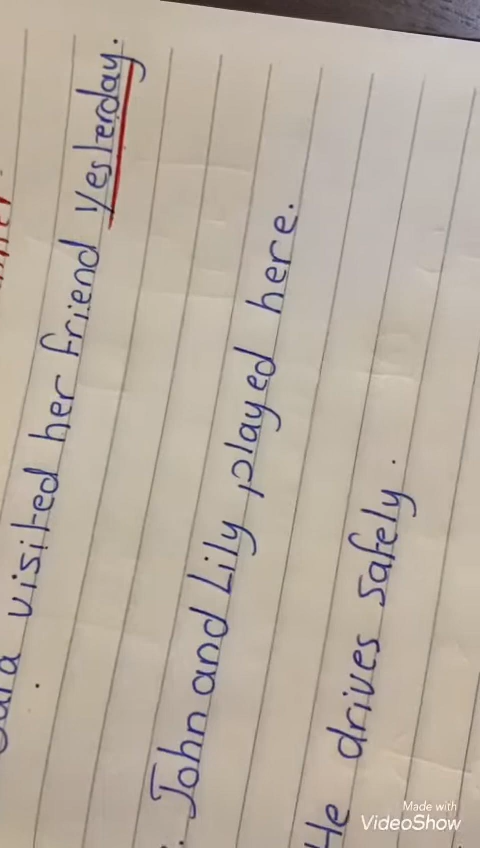 visited her friend yesterday.
. John and Lily played here.
He drives safely.
Made with
VideoShow